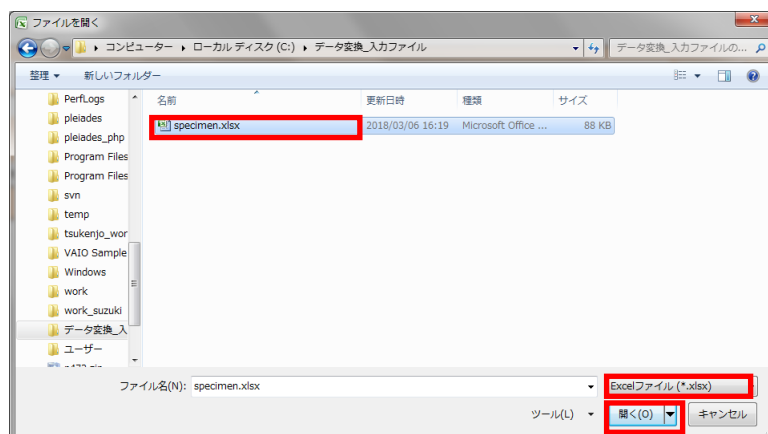 ファイルを開く
コンピューター ▸ ローカル ディスク (C:) ▸ データ変換_入力ファイル
データ変換_入力ファイルの...
整理 新しいフォルダー
名前 更新日時 種類 サイズ
specimen.xlsx 2018/03/06 16:19 Microsoft Office ... 88 KB
PerfLogs
pleiades
pleiades_php
Program Files
Program Files
svn
temp
tsukenjo_wor
VAIO Sample
Windows
work
work_suzuki
データ変換_入
ユーザー
ファイル名(N): specimen.xlsx
Excelファイル (*.xlsx)
ツール(L) 開く(O) キャンセル